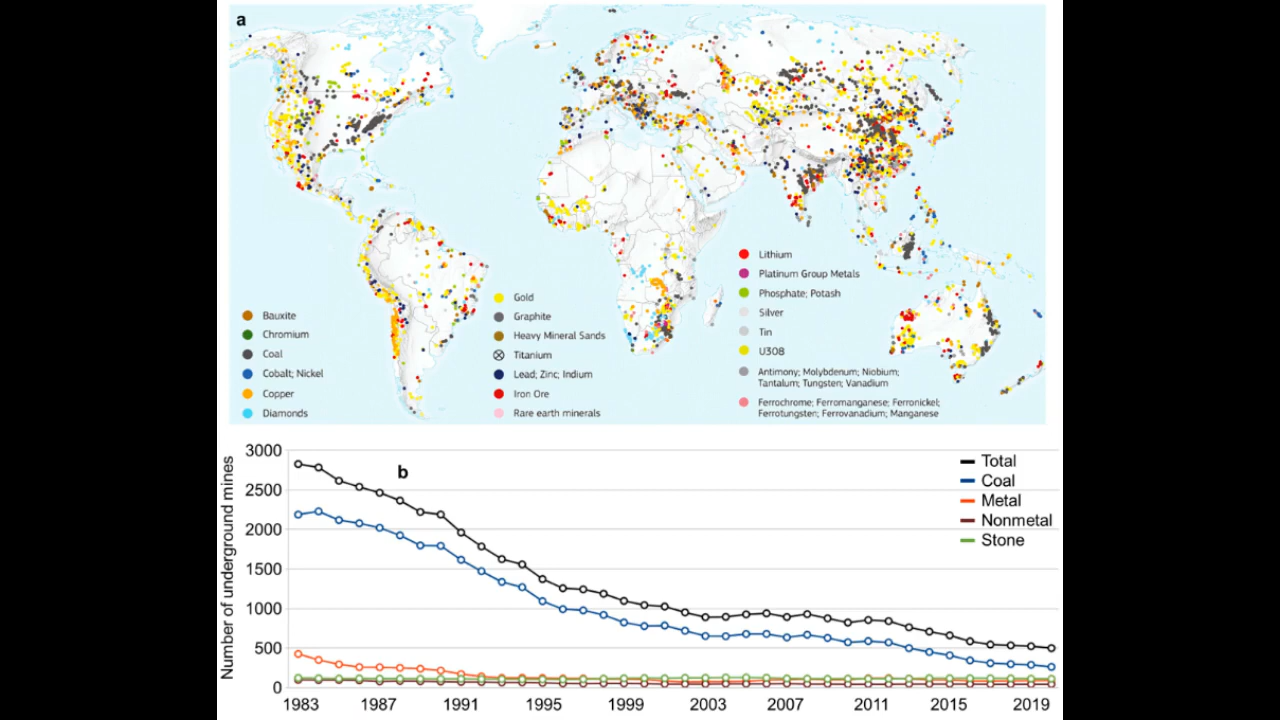 a
Bauxite
Chromium
Coal
Cobalt; Nickel
Copper
Diamonds
Gold
Graphite
Heavy Mineral Sands
Titanium
Lead; Zinc; Indium
Iron Ore
Rare earth minerals
Lithium
Platinum Group Metals
Phosphate; Potash
Silver
Tin
U3O8
Antimony; Molybdenum; Niobium;
Tantalum; Tungsten; Vanadium
Ferrochrome; Ferromanganese; Ferronickel;
Ferrotungsten; Ferrovanadium; Manganese
b
Number of underground mines
3000
2500
2000
1500
1000
500
0
Total
Coal
Metal
Nonmetal
Stone
1983 1987 1991 1995 1999 2003 2007 2011 2015 2019